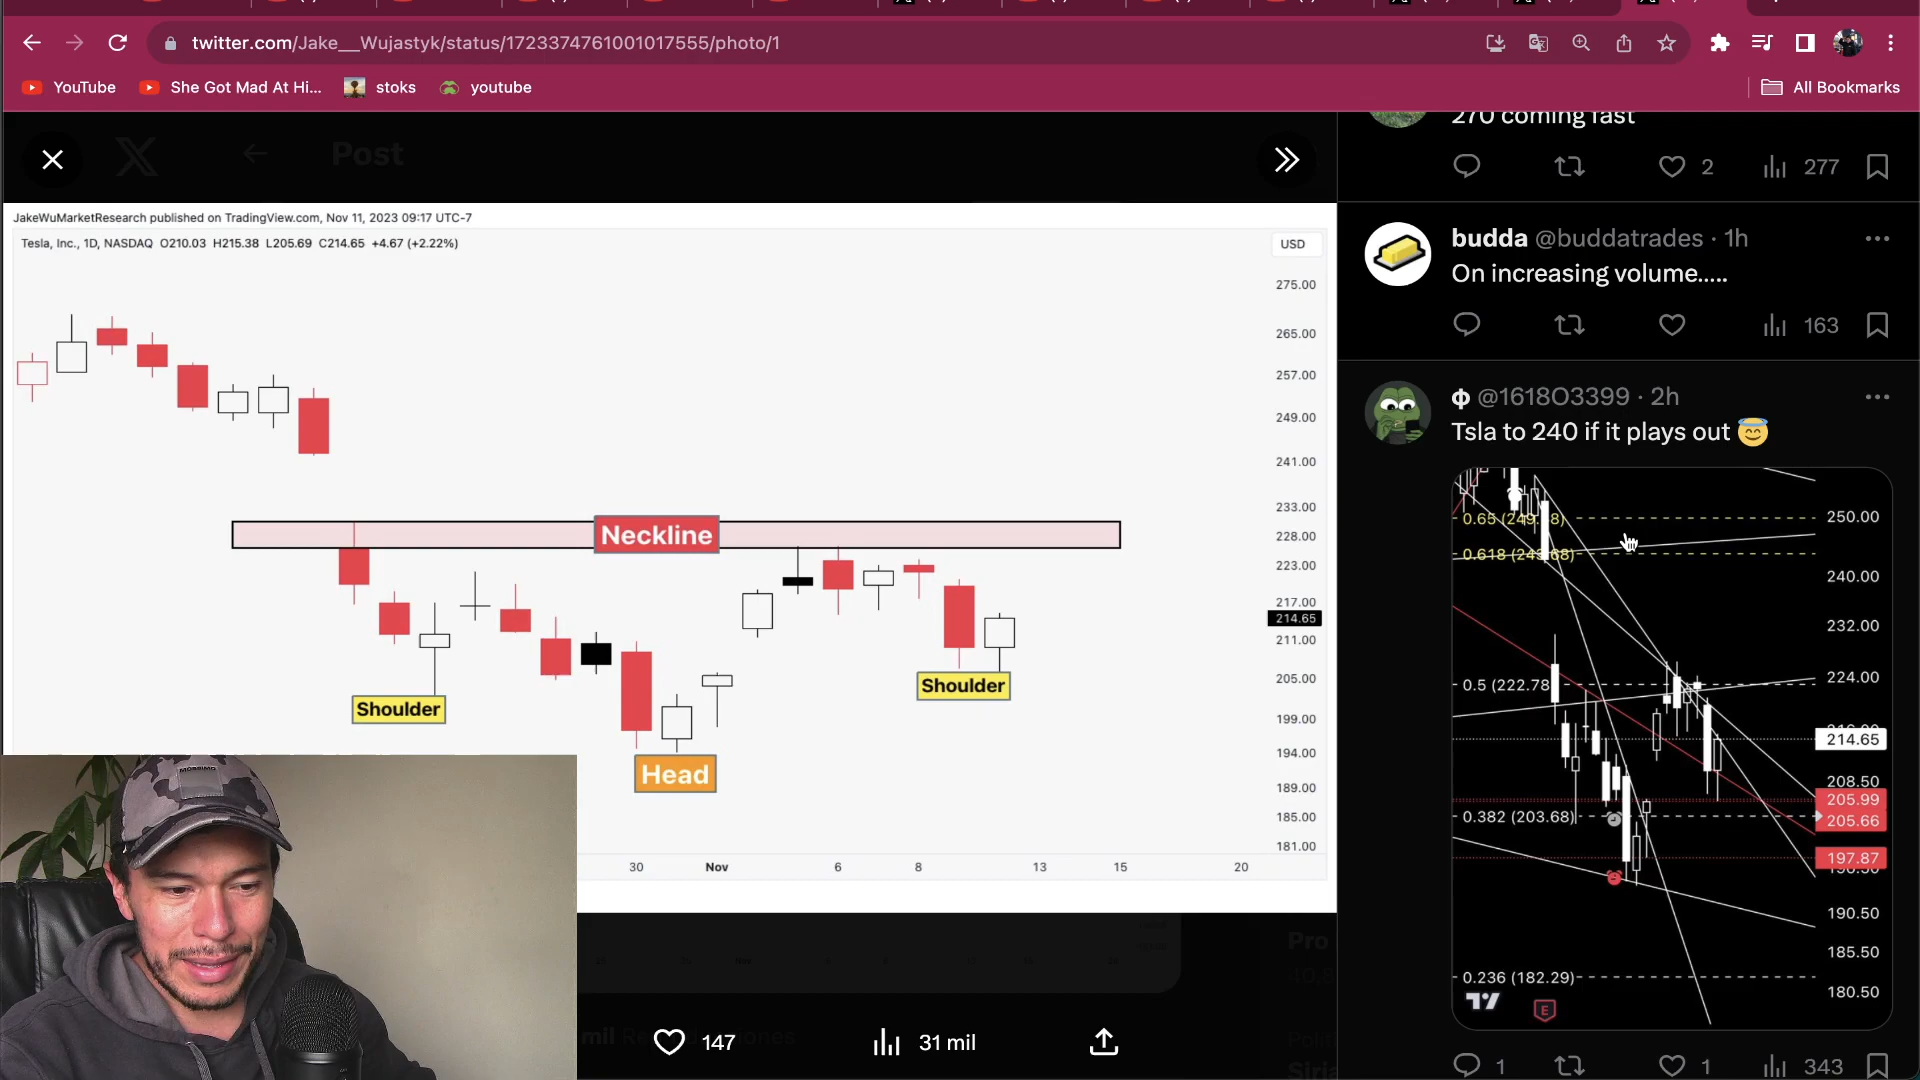 twitter.com/Jake__Wujastyk/status/1723374761001017555/photo/1
YouTube
She Got Mad At Hi...
stoks
youtube
All Bookmarks
Post
JakeWuMarketResearch published on TradingView.com, Nov 11, 2023 09:17 UTC-7
Tesla, Inc., 1D, NASDAQ O210.03 H215.38 L205.69 C214.65 +4.67 (+2.22%)
USD
275.00
265.00
257.00
249.00
241.00
233.00
228.00
223.00
217.00
214.65
211.00
205.00
199.00
194.00
189.00
185.00
181.00
Neckline
Shoulder
Head
Shoulder
30
Nov
6
8
13
15
20
MOSSIMO
147
31 mil
270 coming fast
2
277
budda @buddatrades · 1h
On increasing volume.....
163
ф @1618O3399 · 2h
Tsla to 240 if it plays out
0.5 (222.78
0.382 (203.68)
0.236 (182.29)
250.00
240.00
232.00
224.00
214.65
208.50
205.99
205.66
197.87
190.50
185.50
180.50
E
1
1
343